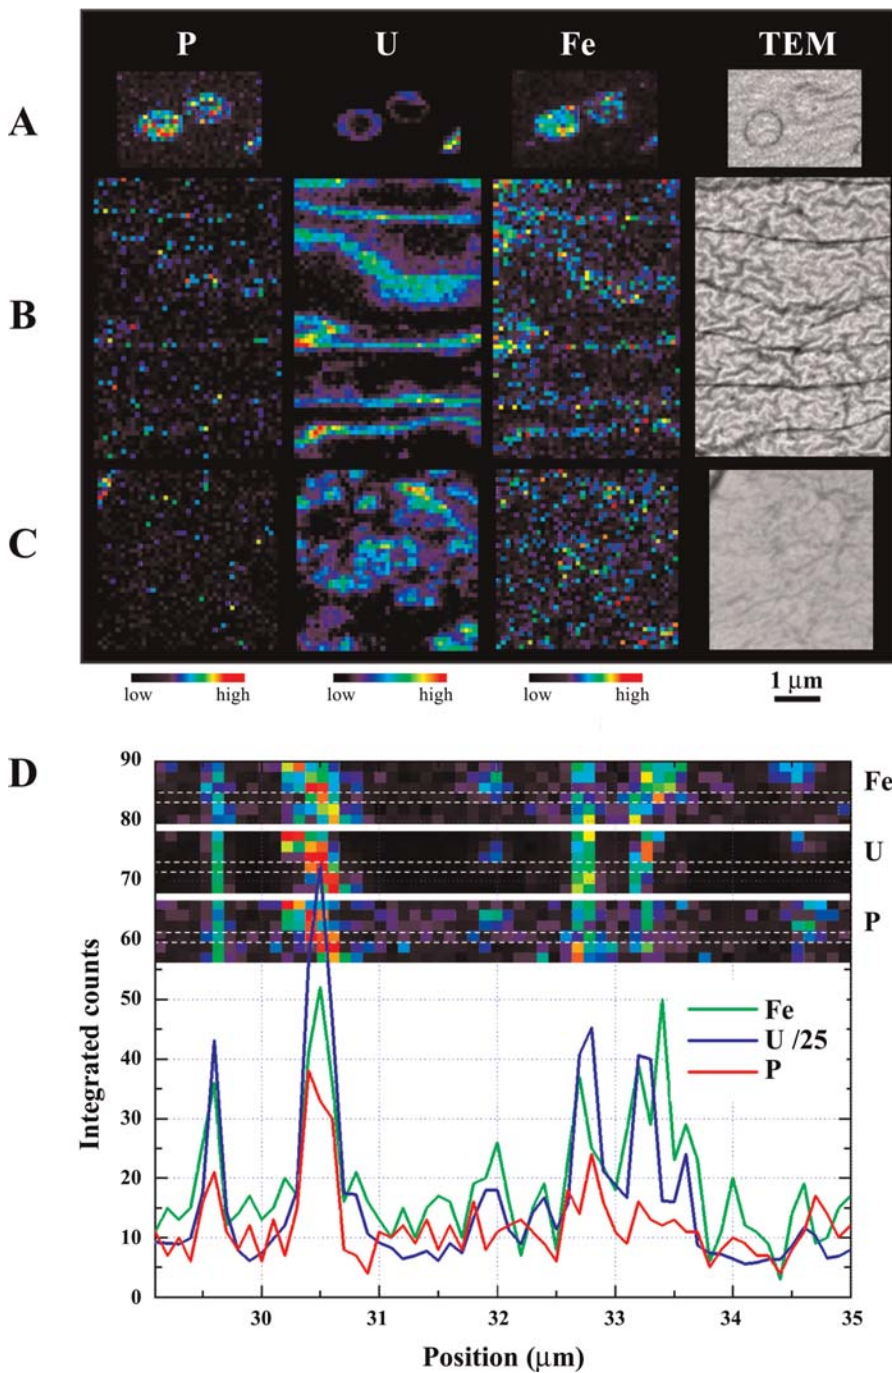 P U Fe TEM
A
B
C
low high low high low high 1 μm
D
90
80
70
60
50
40
30
20
10
0
Fe
U
P
Fe
U /25
P
Integrated counts
30 31 32 33 34 35
Position (μm)